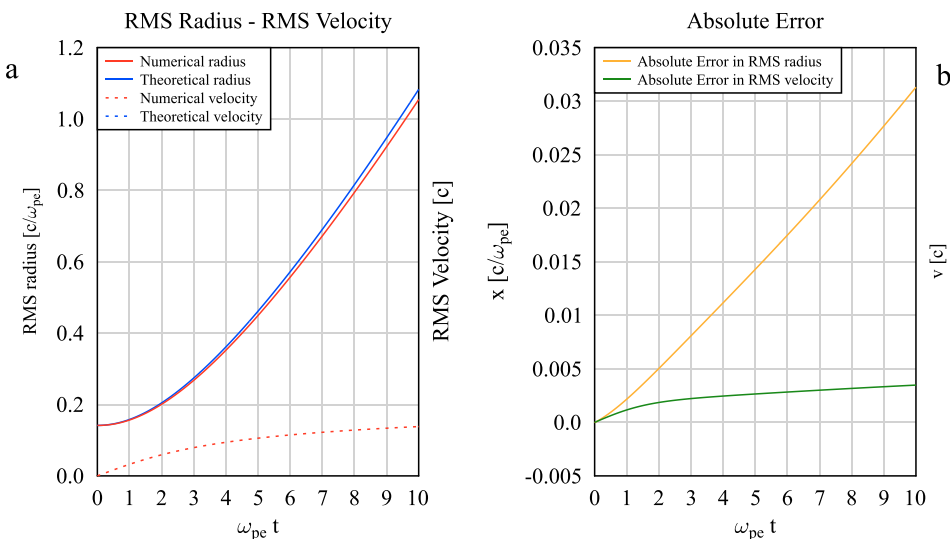 RMS Radius - RMS Velocity
a
1.2
1.0
0.8
0.6
0.4
0.2
0.0
RMS radius [c/ωpe]
Numerical radius
Theoretical radius
Numerical velocity
Theoretical velocity
RMS Velocity [c]
0 1 2 3 4 5 6 7 8 9 10
ωpe t
Absolute Error
b
0.035
0.03
0.025
0.02
0.015
0.01
0.005
0.0
-0.005
x [c/ωpe]
Absolute Error in RMS radius
Absolute Error in RMS velocity
v [c]
0 1 2 3 4 5 6 7 8 9 10
ωpe t